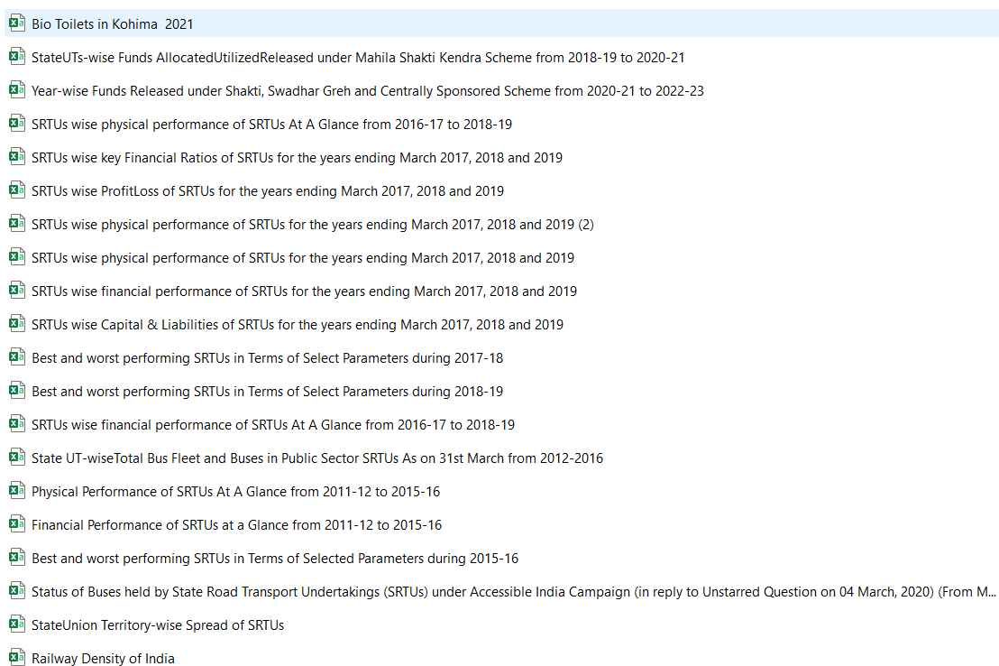 Bio Toilets in Kohima  2021
StateUTs-wise Funds AllocatedUtilizedReleased under Mahila Shakti Kendra Scheme from 2018-19 to 2020-21
Year-wise Funds Released under Shakti, Swadhar Greh and Centrally Sponsored Scheme from 2020-21 to 2022-23
SRTUs wise physical performance of SRTUs At A Glance from 2016-17 to 2018-19
SRTUs wise key Financial Ratios of SRTUs for the years ending March 2017, 2018 and 2019
SRTUs wise ProfitLoss of SRTUs for the years ending March 2017, 2018 and 2019
SRTUs wise physical performance of SRTUs for the years ending March 2017, 2018 and 2019 (2)
SRTUs wise physical performance of SRTUs for the years ending March 2017, 2018 and 2019
SRTUs wise financial performance of SRTUs for the years ending March 2017, 2018 and 2019
SRTUs wise Capital & Liabilities of SRTUs for the years ending March 2017, 2018 and 2019
Best and worst performing SRTUs in Terms of Select Parameters during 2017-18
Best and worst performing SRTUs in Terms of Select Parameters during 2018-19
SRTUs wise financial performance of SRTUs At A Glance from 2016-17 to 2018-19
State UT-wiseTotal Bus Fleet and Buses in Public Sector SRTUs As on 31st March from 2012-2016
Physical Performance of SRTUs At A Glance from 2011-12 to 2015-16
Financial Performance of SRTUs at a Glance from 2011-12 to 2015-16
Best and worst performing SRTUs in Terms of Selected Parameters during 2015-16
Status of Buses held by State Road Transport Undertakings (SRTUs) under Accessible India Campaign (in reply to Unstarred Question on 04 March, 2020) (From M...
StateUnion Territory-wise Spread of SRTUs
Railway Density of India